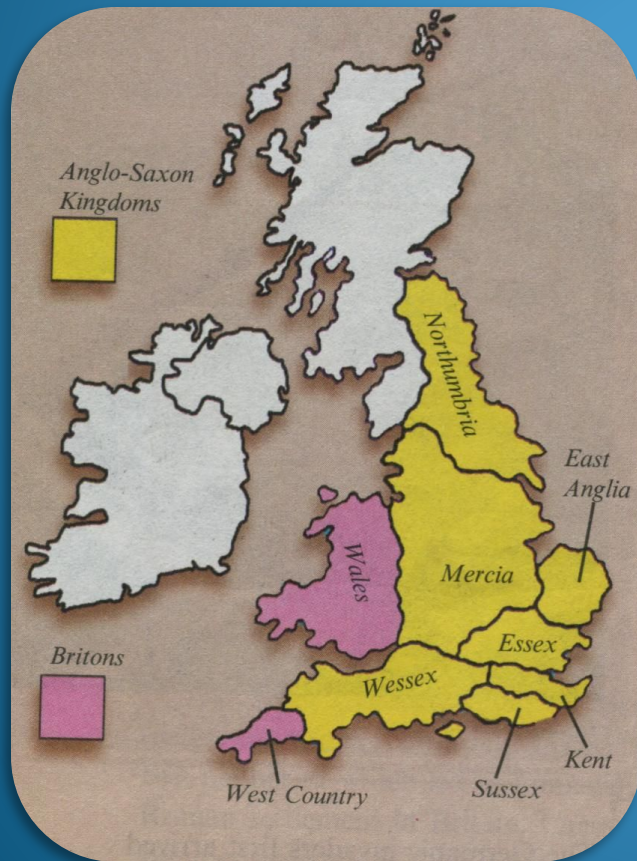 Anglo-Saxon
Kingdoms
Northumbria
East
Anglia
Wales
Mercia
Essex
Britons
Wessex
Kent
Sussex
West Country